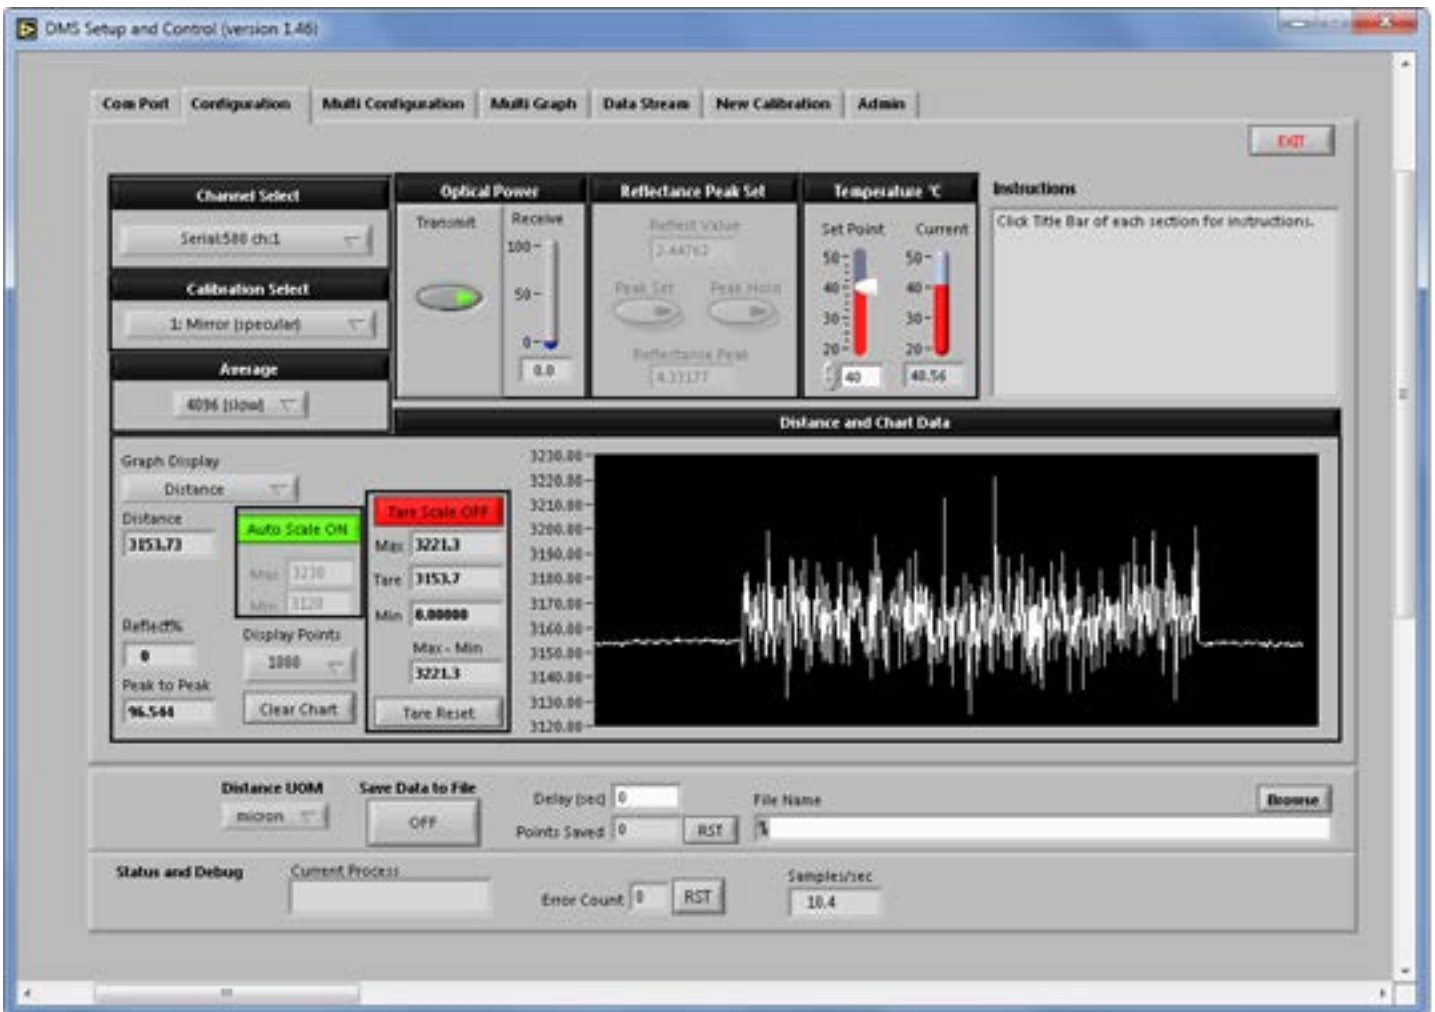 DMS Setup and Control (version 1.46)
Com Port Configuration Multi Configuration Multi Graph Data Stream New Calibration Admin
EXIT
Channel Select
Serial:580 ch:1
Calibration Select
1: Mirror (specular)
Average
4096 (slow)
Optical Power
Transmit Receive
100
50
0
0.0
Reflectance Peak Set
Reflect Value
2.44762
Peak Set Peak Hold
Reflectance Peak
4.33177
Temperature °C
Set Point Current
50 50
40 40
30 30
20 20
40 40.56
Instructions
Click Title Bar of each section for instructions.
Distance and Chart Data
Graph Display
Distance
Distance
3153.73
Reflect%
0
Peak to Peak
96.544
Auto Scale ON
Max 3230
Min 3120
Display Points
1000
Clear Chart
Tare Scale OFF
Max 3221.3
Tare 3153.7
Min 0.00000
Max - Min
3221.3
Tare Reset
3230.00
3220.00
3210.00
3200.00
3190.00
3180.00
3170.00
3160.00
3150.00
3140.00
3130.00
3120.00
Distance UOM
micron
Save Data to File
OFF
Delay (sec) 0
Points Saved 0 RST
File Name
%
Browse
Status and Debug
Current Process
Error Count 0 RST
Samples/sec
10.4